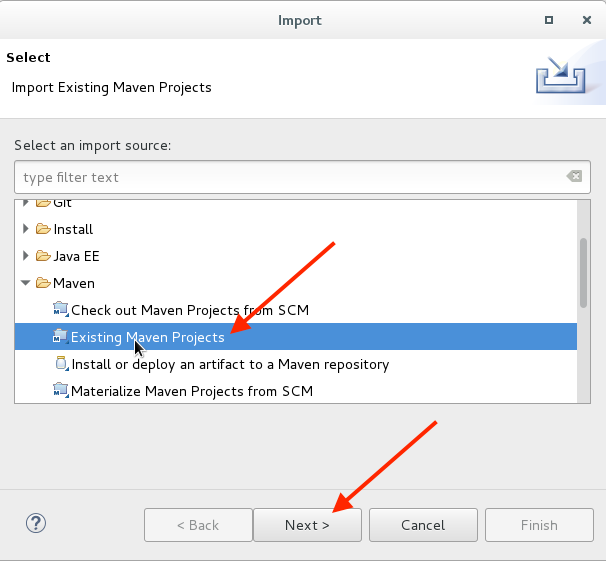 Import
Select
Import Existing Maven Projects
Select an import source:
type filter text
Git
Install
Java EE
Maven
Check out Maven Projects from SCM
Existing Maven Projects
Install or deploy an artifact to a Maven repository
Materialize Maven Projects from SCM
?
< Back
Next >
Cancel
Finish